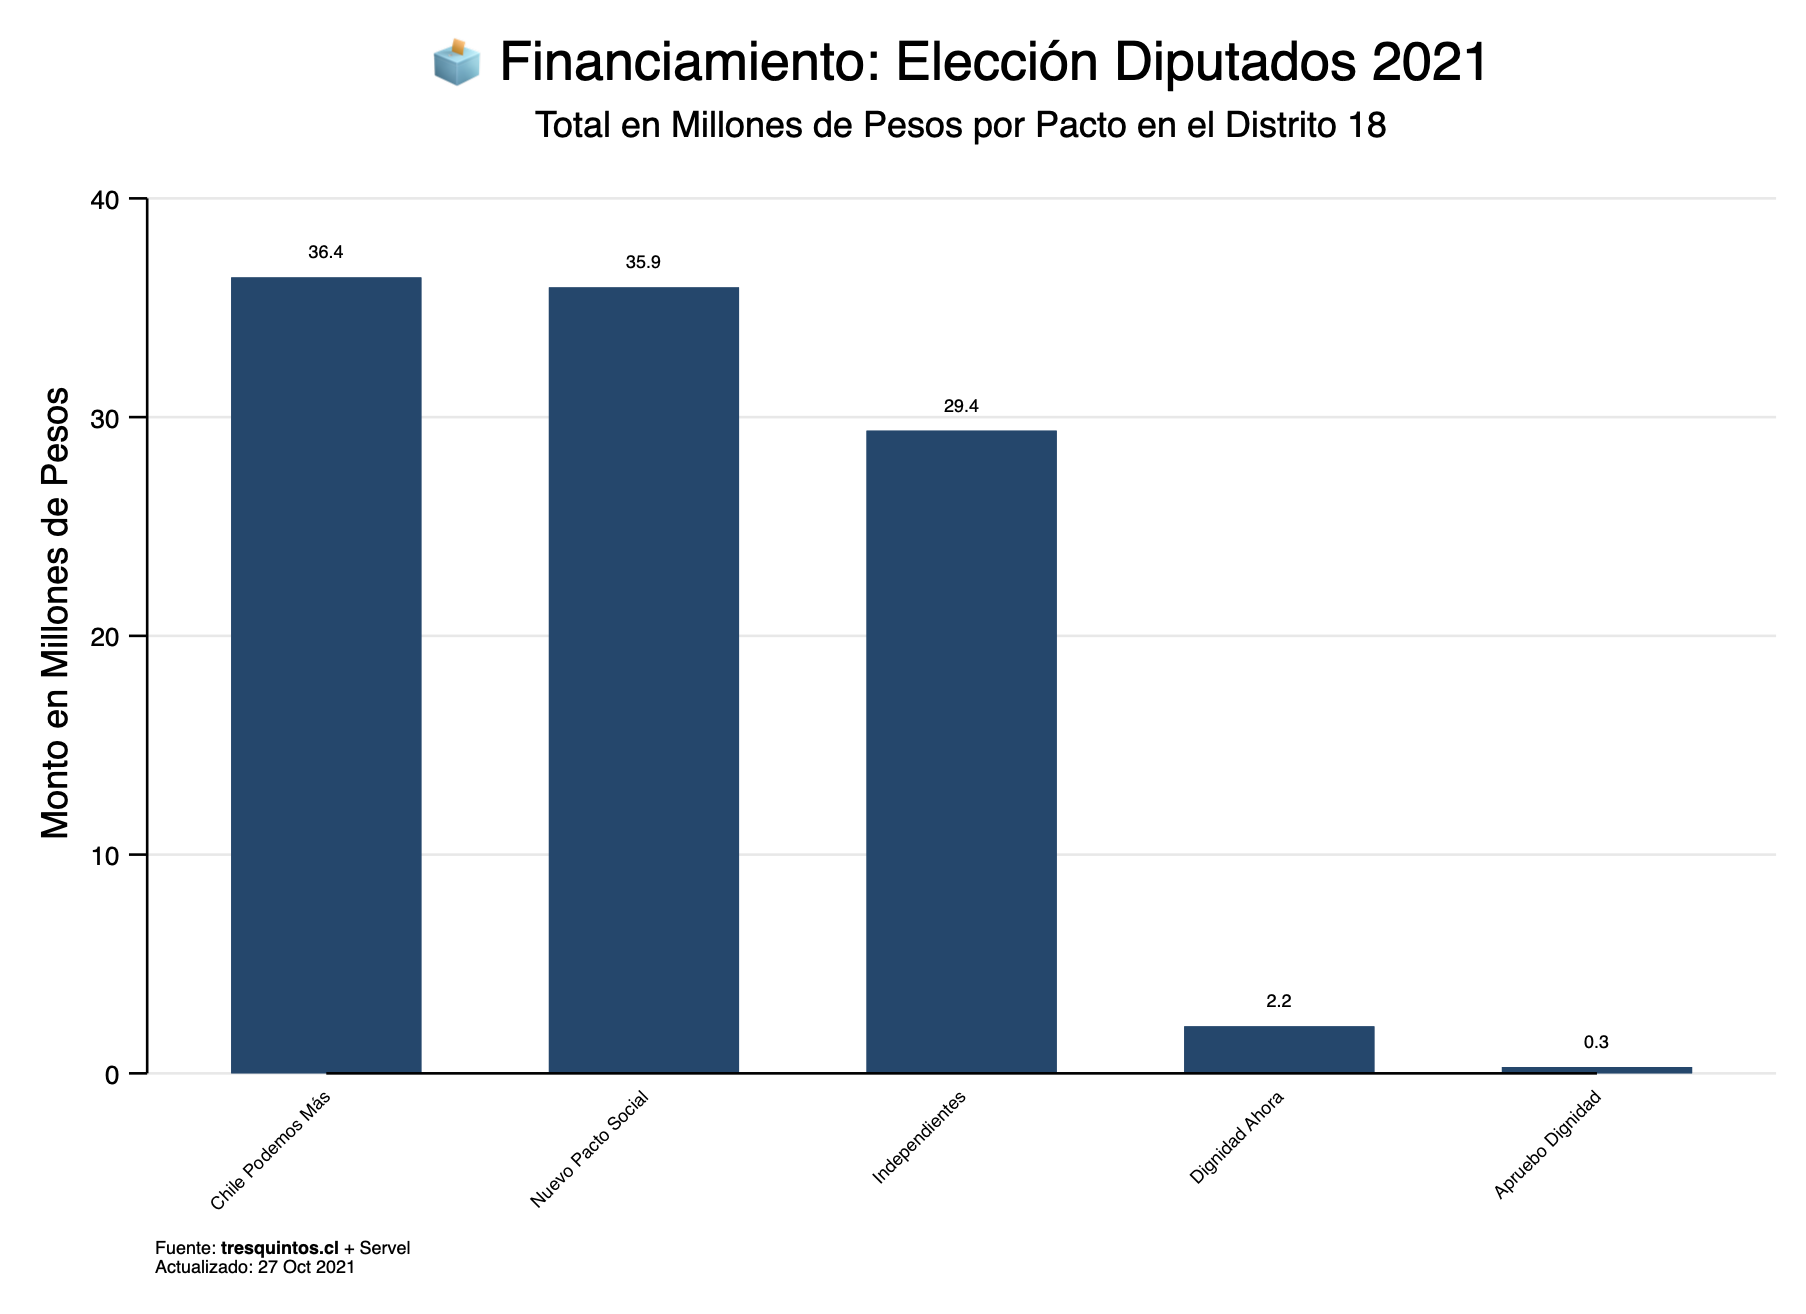 Financiamiento: Elección Diputados 2021
Total en Millones de Pesos por Pacto en el Distrito 18
Monto en Millones de Pesos
40
30
20
10
0
36.4
35.9
29.4
2.2
0.3
Chile Podemos Más
Nuevo Pacto Social
Independientes
Dignidad Ahora
Apruebo Dignidad
Fuente: tresquintos.cl + Servel
Actualizado: 27 Oct 2021